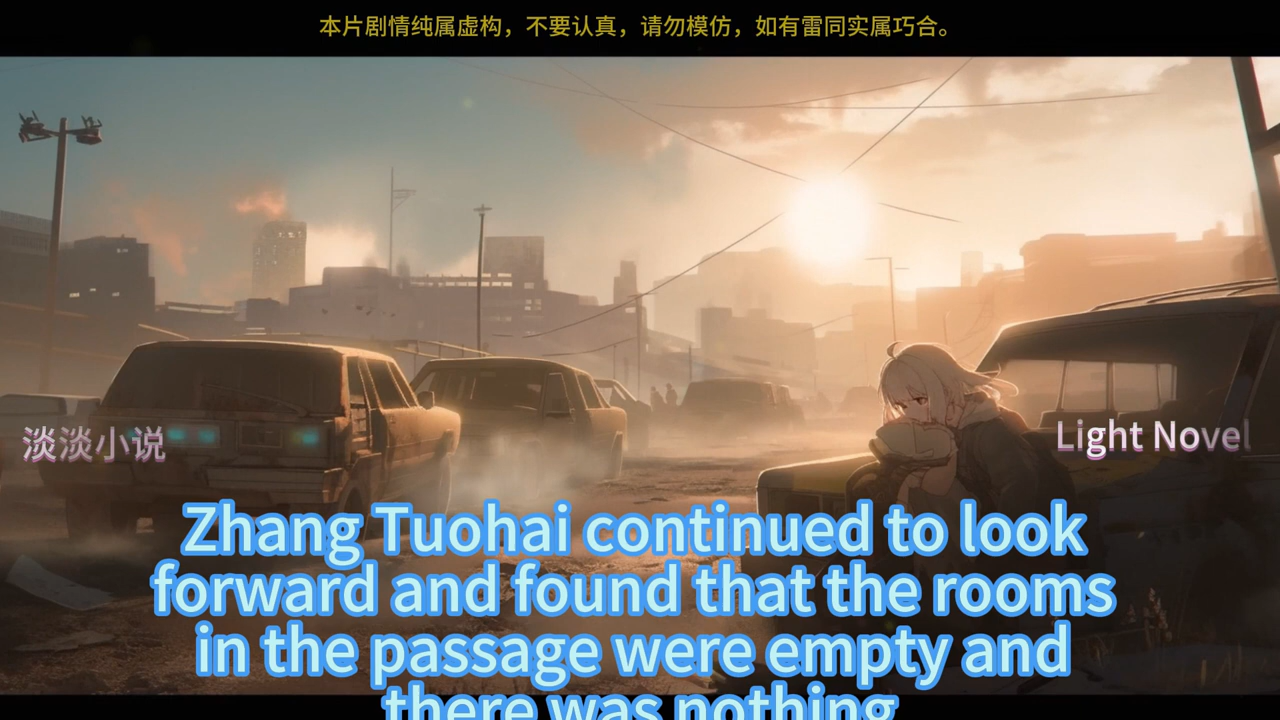 本片剧情纯属虚构，不要认真，请勿模仿，如有雷同实属巧合。
淡淡小说
Light Novel
Zhang Tuohai continued to look
forward and found that the rooms
in the passage were empty and
there was nothing